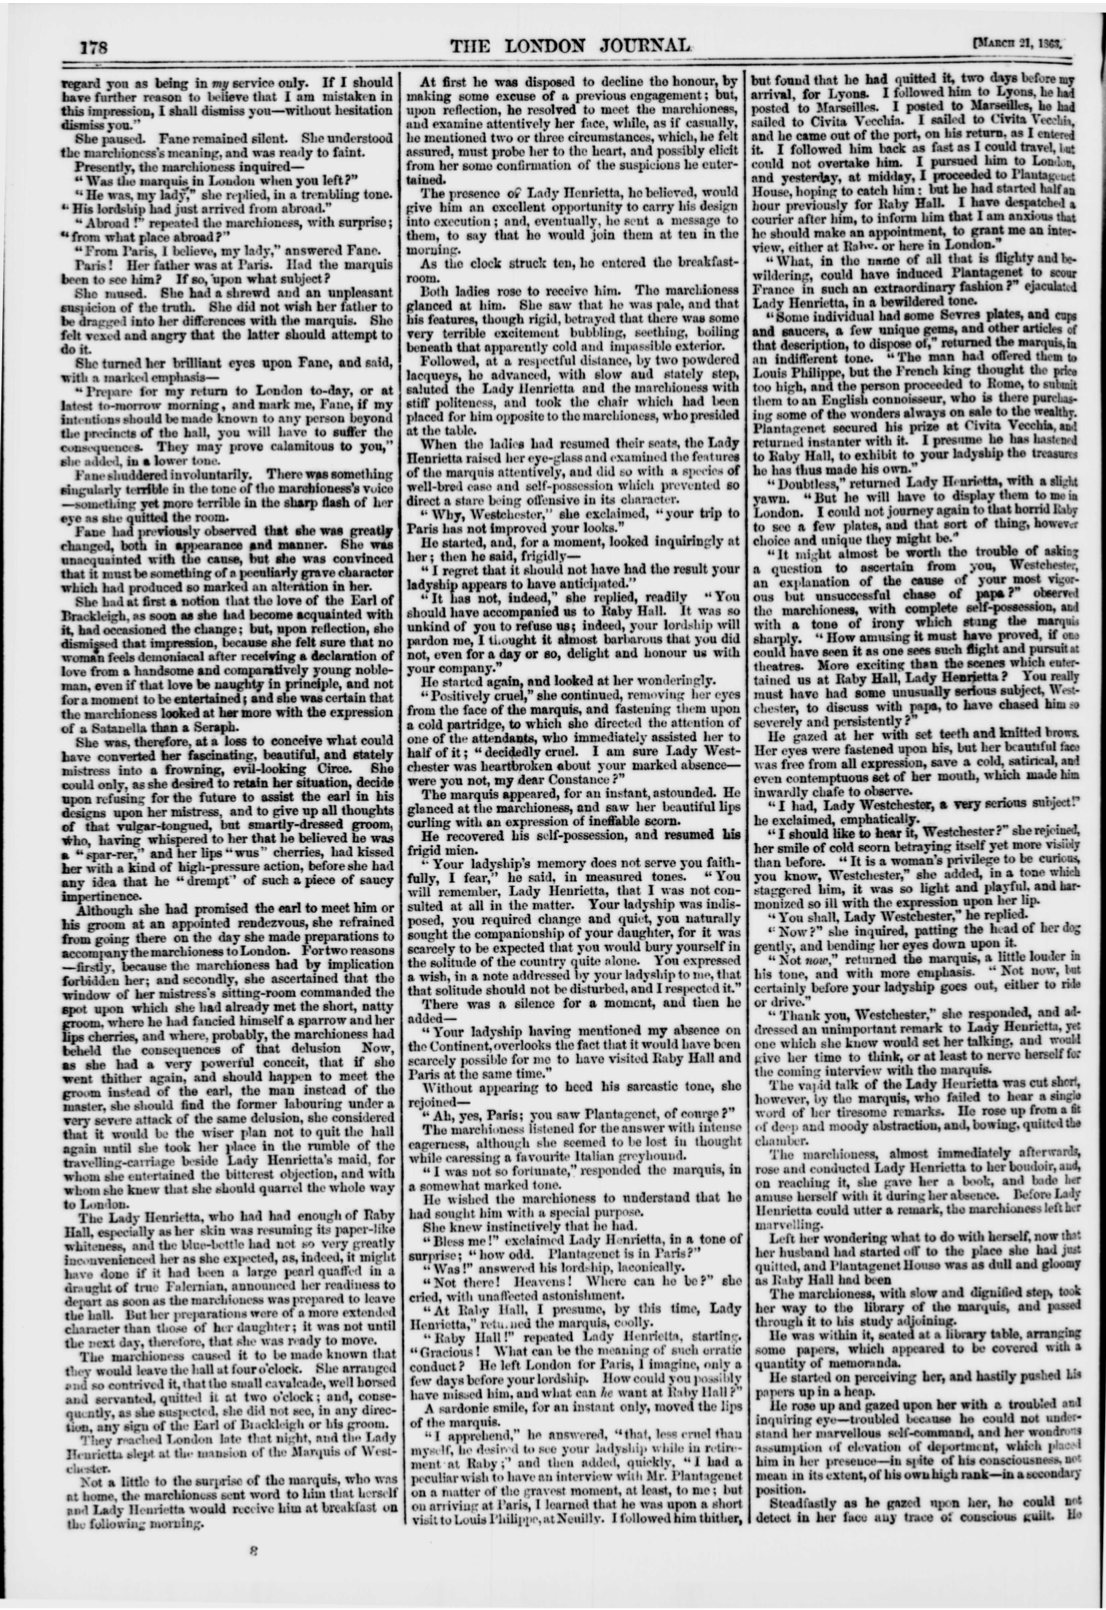 178
THE LONDON JOURNAL
[MARCH 21, 1863.
regard you as being in my service only. If I should
have further reason to believe that I am mistaken in
this impression, I shall dismiss you—without hesitation
dismiss you."
She paused. Fane remained silent. She understood
the marchioness's meaning, and was ready to faint.
Presently, the marchioness inquired—
"Was the marquis in London when you left?"
"He was, my lady," she replied, in a trembling tone.
"His lordship had just arrived from abroad."
"Abroad!" repeated the marchioness, with surprise;
"from what place abroad?"
"From Paris, I believe, my lady," answered Fane.
Paris! Her father was at Paris. Had the marquis
been to see him? If so, upon what subject?
She mused. She had a shrewd and an unpleasant
suspicion of the truth. She did not wish her father to
be dragged into her differences with the marquis. She
felt vexed and angry that the latter should attempt to
do it.
She turned her brilliant eyes upon Fane, and said,
with a marked emphasis—
"Prepare for my return to London to-day, or at
latest to-morrow morning, and mark me, Fane, if my
intentions should be made known to any person beyond
the precincts of the hall, you will have to suffer the
consequences. They may prove calamitous to you,"
she added, in a lower tone.
Fane shuddered involuntarily. There was something
singularly terrible in the tone of the marchioness's voice
—something yet more terrible in the sharp flash of her
eye as she quitted the room.
Fane had previously observed that she was greatly
changed, both in appearance and manner. She was
unacquainted with the cause, but she was convinced
that it must be something of a peculiarly grave character
which had produced so marked an alteration in her.
She had at first a notion that the love of the Earl of
Brackleigh, as soon as she had become acquainted with
it, had occasioned the change; but, upon reflection, she
dismissed that impression, because she felt sure that no
woman feels demoniacal after receiving a declaration of
love from a handsome and comparatively young noble-
man, even if that love be naughty in principle, and not
for a moment to be entertained; and she was certain that
the marchioness looked at her more with the expression
of a Satanella than a Seraph.
She was, therefore, at a loss to conceive what could
have converted her fascinating, beautiful, and stately
mistress into a frowning, evil-looking Circe. She
could only, as she desired to retain her situation, decide
upon refusing for the future to assist the earl in his
designs upon her mistress, and to give up all thoughts
of that vulgar-tongued, but smartly-dressed groom,
who, having whispered to her that he believed he was
a "spar-rer," and her lips "wus" cherries, had kissed
her with a kind of high-pressure action, before she had
any idea that he "drempt" of such a piece of saucy
impertinence.
Although she had promised the earl to meet him or
his groom at an appointed rendezvous, she refrained
from going there on the day she made preparations to
accompany the marchioness to London. For two reasons
—firstly, because the marchioness had by implication
forbidden her; and secondly, she ascertained that the
window of her mistress's sitting-room commanded the
spot upon which she had already met the short, natty
groom, where he had fancied himself a sparrow and her
lips cherries, and where, probably, the marchioness had
beheld the consequences of that delusion Now,
as she had a very powerful conceit, that if she
went thither again, and should happen to meet the
groom instead of the earl, the man instead of the
master, she should find the former labouring under a
very severe attack of the same delusion, she considered
that it would be the wiser plan not to quit the hall
again until she took her place in the rumble of the
travelling-carriage beside Lady Henrietta's maid, for
whom she entertained the bitterest objection, and with
whom she knew that she should quarrel the whole way
to London.
The Lady Henrietta, who had had enough of Raby
Hall, especially as her skin was resuming its paper-like
whiteness, and the blue-bottle had not so very greatly
inconvenienced her as she expected, as, indeed, it might
have done if it had been a large pearl quaffed in a
draught of true Falernian, announced her readiness to
depart as soon as the marchioness was prepared to leave
the hall. But her preparations were of a more extended
character than those of her daughter; it was not until
the next day, therefore, that she was ready to move.
The marchioness caused it to be made known that
they would leave the hall at four o'clock. She arranged
and so contrived it, that the small cavalcade, well horsed
and servanted, quitted it at two o'clock; and, conse-
quently, as she suspected, she did not see, in any direc-
tion, any sign of the Earl of Brackleigh or his groom.
They reached London late that night, and the Lady
Henrietta slept at the mansion of the Marquis of West-
chester.
Not a little to the surprise of the marquis, who was
at home, the marchioness sent word to him that herself
and Lady Henrietta would receive him at breakfast on
the following morning.
At first he was disposed to decline the honour, by
making some excuse of a previous engagement; but,
upon reflection, he resolved to meet the marchioness,
and examine attentively her face, while, as if casually,
he mentioned two or three circumstances, which, he felt
assured, must probe her to the heart, and possibly elicit
from her some confirmation of the suspicions he enter-
tained.
The presence of Lady Henrietta, he believed, would
give him an excellent opportunity to carry his design
into execution; and, eventually, he sent a message to
them, to say that he would join them at ten in the
morning.
As the clock struck ten, he entered the breakfast-
room.
Both ladies rose to receive him. The marchioness
glanced at him. She saw that he was pale, and that
his features, though rigid, betrayed that there was some
very terrible excitement bubbling, seething, boiling
beneath that apparently cold and impassible exterior.
Followed, at a respectful distance, by two powdered
lacqueys, he advanced, with slow and stately step,
saluted the Lady Henrietta and the marchioness with
stiff politeness, and took the chair which had been
placed for him opposite to the marchioness, who presided
at the table.
When the ladies had resumed their seats, the Lady
Henrietta raised her eye-glass and examined the features
of the marquis attentively, and did so with a species of
well-bred ease and self-possession which prevented so
direct a stare being offensive in its character.
"Why, Westchester," she exclaimed, "your trip to
Paris has not improved your looks."
He started, and, for a moment, looked inquiringly at
her; then he said, frigidly—
"I regret that it should not have had the result your
ladyship appears to have anticipated."
"It has not, indeed," she replied, readily "You
should have accompanied us to Raby Hall. It was so
unkind of you to refuse us; indeed, your lordship will
pardon me, I thought it almost barbarous that you did
not, even for a day or so, delight and honour us with
your company."
He started again, and looked at her wonderingly.
"Positively cruel," she continued, removing her eyes
from the face of the marquis, and fastening them upon
a cold partridge, to which she directed the attention of
one of the attendants, who immediately assisted her to
half of it; "decidedly cruel. I am sure Lady West-
chester was heartbroken about your marked absence—
were you not, my dear Constance?"
The marquis appeared, for an instant, astounded. He
glanced at the marchioness, and saw her beautiful lips
curling with an expression of ineffable scorn.
He recovered his self-possession, and resumed his
frigid mien.
"Your ladyship's memory does not serve you faith-
fully, I fear," he said, in measured tones. "You
will remember, Lady Henrietta, that I was not con-
sulted at all in the matter. Your ladyship was indis-
posed, you required change and quiet, you naturally
sought the companionship of your daughter, for it was
scarcely to be expected that you would bury yourself in
the solitude of the country quite alone. You expressed
a wish, in a note addressed by your ladyship to me, that
that solitude should not be disturbed, and I respected it."
There was a silence for a moment, and then he
added—
"Your ladyship having mentioned my absence on
the Continent, overlooks the fact that it would have been
scarcely possible for me to have visited Raby Hall and
Paris at the same time."
Without appearing to heed his sarcastic tone, she
rejoined—
"Ah, yes, Paris; you saw Plantagenet, of course?"
The marchioness listened for the answer with intense
eagerness, although she seemed to be lost in thought
while caressing a favourite Italian greyhound.
"I was not so fortunate," responded the marquis, in
a somewhat marked tone.
He wished the marchioness to understand that he
had sought him with a special purpose.
She knew instinctively that he had.
"Bless me!" exclaimed Lady Henrietta, in a tone of
surprise; "how odd. Plantagenet is in Paris?"
"Was!" answered his lordship, laconically.
"Not there! Heavens! Where can he be?" she
cried, with unaffected astonishment.
"At Raby Hall, I presume, by this time, Lady
Henrietta," returned the marquis, coolly.
"Raby Hall!" repeated Lady Henrietta, starting.
"Gracious! What can be the meaning of such erratic
conduct? He left London for Paris, I imagine, only a
few days before your lordship. How could you possibly
have missed him, and what can he want at Raby Hall?"
A sardonic smile, for an instant only, moved the lips
of the marquis.
"I apprehend," he answered, "that, less cruel than
myself, he desired to see your ladyship while in retire-
ment at Raby;" and then added, quickly, "I had a
peculiar wish to have an interview with Mr. Plantagenet
on a matter of the gravest moment, at least, to me; but
on arriving at Paris, I learned that he was upon a short
visit to Louis Philippe, at Neuilly. I followed him thither,
but found that he had quitted it, two days before my
arrival, for Lyons. I followed him to Lyons, he had
posted to Marseilles. I posted to Marseilles, he had
sailed to Civita Vecchia. I sailed to Civita Vecchia,
and he came out of the port, on his return, as I entered
it. I followed him back as fast as I could travel, but
could not overtake him. I pursued him to London,
and yesterday, at midday, I proceeded to Plantagenet
House, hoping to catch him; but he had started half an
hour previously for Raby Hall. I have despatched a
courier after him, to inform him that I am anxious that
he should make an appointment, to grant me an inter-
view, either at Raby. or here in London."
"What, in the name of all that is flighty and be-
wildering, could have induced Plantagenet to scour
France in such an extraordinary fashion?" ejaculated
Lady Henrietta, in a bewildered tone.
"Some individual had some Sevres plates, and cups
and saucers, a few unique gems, and other articles of
that description, to dispose of," returned the marquis, in
an indifferent tone. "The man had offered them to
Louis Philippe, but the French king thought the price
too high, and the person proceeded to Rome, to submit
them to an English connoisseur, who is there purchas-
ing some of the wonders always on sale to the wealthy.
Plantagenet secured his prize at Civita Vecchia, and
returned instanter with it. I presume he has hastened
to Raby Hall, to exhibit to your ladyship the treasures
he has thus made his own."
"Doubtless," returned Lady Henrietta, with a slight
yawn. "But he will have to display them to me in
London. I could not journey again to that horrid Raby
to see a few plates, and that sort of thing, however
choice and unique they might be."
"It might almost be worth the trouble of asking
a question to ascertain from you, Westchester,
an explanation of the cause of your most vigor-
ous but unsuccessful chase of papa?" observed
the marchioness, with complete self-possession, and
with a tone of irony which stung the marquis
sharply. "How amusing it must have proved, if one
could have seen it as one sees such flight and pursuit at
theatres. More exciting than the scenes which enter-
tained us at Raby Hall, Lady Henrietta? You really
must have had some unusually serious subject, West-
chester, to discuss with papa, to have chased him so
severely and persistently?"
He gazed at her with set teeth and knitted brows.
Her eyes were fastened upon his, but her beautiful face
was free from all expression, save a cold, satirical, and
even contemptuous set of her mouth, which made him
inwardly chafe to observe.
"I had, Lady Westchester, a very serious subject!"
he exclaimed, emphatically.
"I should like to hear it, Westchester?" she rejoined,
her smile of cold scorn betraying itself yet more visibly
than before. "It is a woman's privilege to be curious,
you know, Westchester," she added, in a tone which
staggered him, it was so light and playful, and har-
monized so ill with the expression upon her lip.
"You shall, Lady Westchester," he replied.
"Now?" she inquired, patting the head of her dog
gently, and bending her eyes down upon it.
"Not now," returned the marquis, a little louder in
his tone, and with more emphasis. "Not now, but
certainly before your ladyship goes out, either to ride
or drive."
"Thank you, Westchester," she responded, and ad-
dressed an unimportant remark to Lady Henrietta, yet
one which she knew would set her talking, and would
give her time to think, or at least to nerve herself for
the coming interview with the marquis.
The vapid talk of the Lady Henrietta was cut short,
however, by the marquis, who failed to hear a single
word of her tiresome remarks. He rose up from a fit
of deep and moody abstraction, and, bowing, quitted the
chamber.
The marchioness, almost immediately afterwards,
rose and conducted Lady Henrietta to her boudoir, and,
on reaching it, she gave her a book, and bade her
amuse herself with it during her absence. Before Lady
Henrietta could utter a remark, the marchioness left her
marvelling.
Left her wondering what to do with herself, now that
her husband had started off to the place she had just
quitted, and Plantagenet House was as dull and gloomy
as Raby Hall had been
The marchioness, with slow and dignified step, took
her way to the library of the marquis, and passed
through it to his study adjoining.
He was within it, seated at a library table, arranging
some papers, which appeared to be covered with a
quantity of memoranda.
He started on perceiving her, and hastily pushed his
papers up in a heap.
He rose up and gazed upon her with a troubled and
inquiring eye—troubled because he could not under-
stand her marvellous self-command, and her wondrous
assumption of elevation of deportment, which placed
him in her presence—in spite of his consciousness, not
mean in its extent, of his own high rank—in a secondary
position.
Steadfastly as he gazed upon her, he could not
detect in her face any trace of conscious guilt. He
8